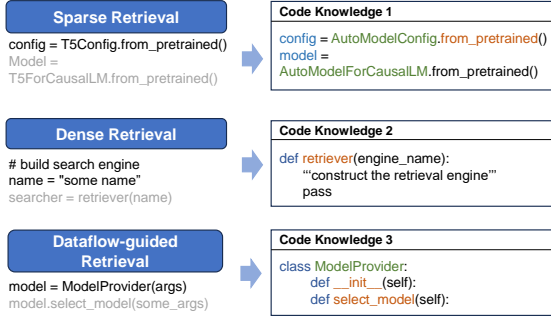 Sparse Retrieval
config = T5Config.from_pretrained()
Model =
T5ForCausalLM.from_pretrained()
Code Knowledge 1
config = AutoModelConfig.from_pretrained()
model =
AutoModelForCausalLM.from_pretrained()
Dense Retrieval
# build search engine
name = "some name"
searcher = retriever(name)
Code Knowledge 2
def retriever(engine_name):
'''construct the retrieval engine'''
pass
Dataflow-guided
Retrieval
model = ModelProvider(args)
model.select_model(some_args)
Code Knowledge 3
class ModelProvider:
def __init__(self):
def select_model(self):